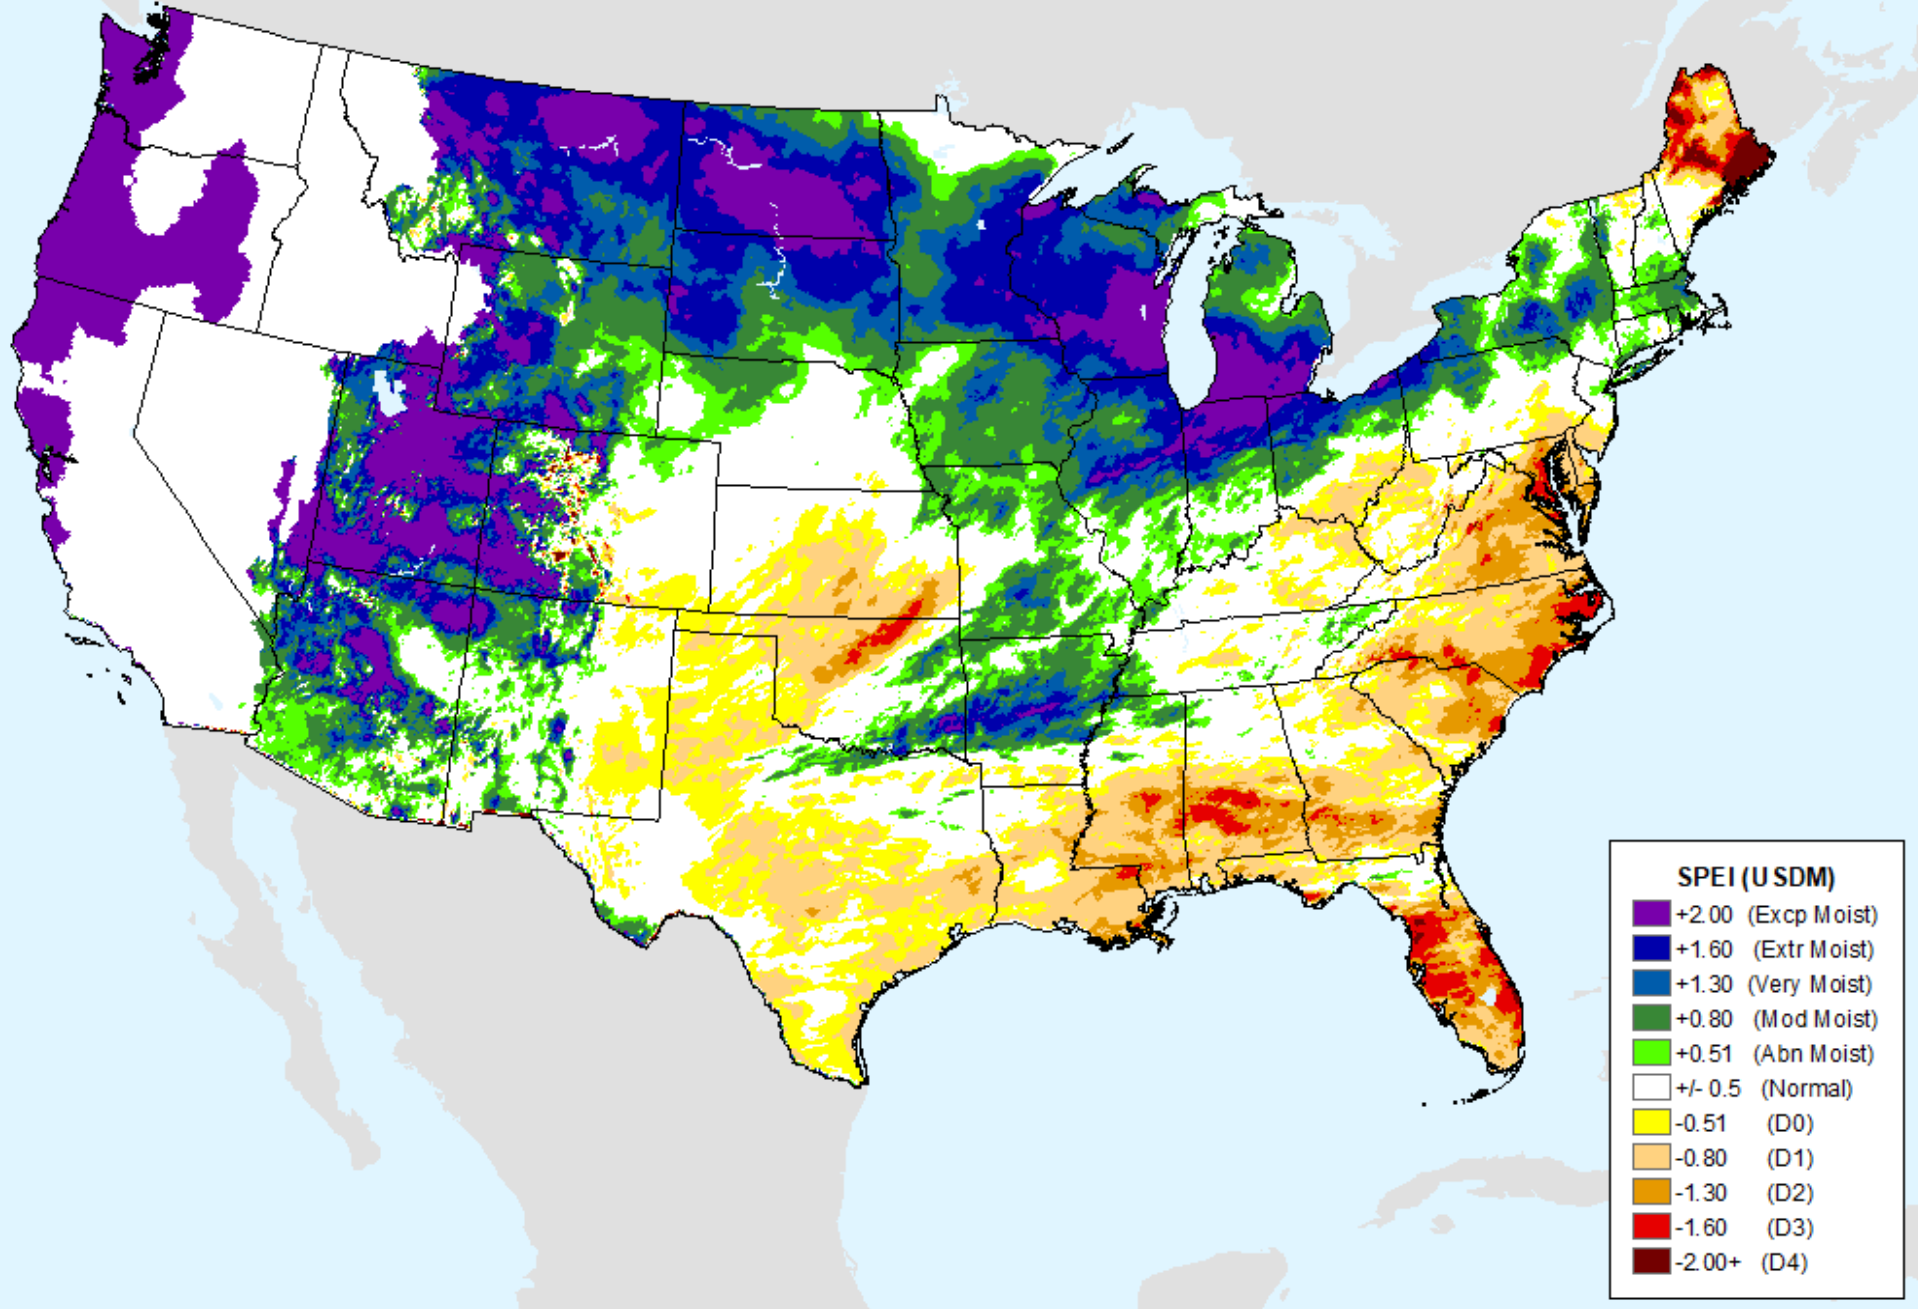 SPEI (USDM)
+2.00 (Excp Moist)
+1.60 (Extr Moist)
+1.30 (Very Moist)
+0.80 (Mod Moist)
+0.51 (Abn Moist)
+/- 0.5 (Normal)
-0.51 (D0)
-0.80 (D1)
-1.30 (D2)
-1.60 (D3)
-2.00+ (D4)